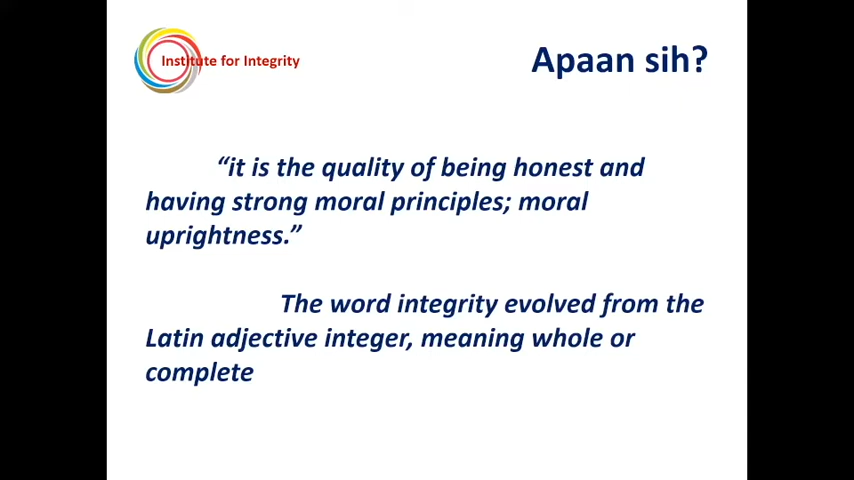 Institute for Integrity
Apaan sih?
“it is the quality of being honest and
having strong moral principles; moral
uprightness.”
The word integrity evolved from the
Latin adjective integer, meaning whole or
complete